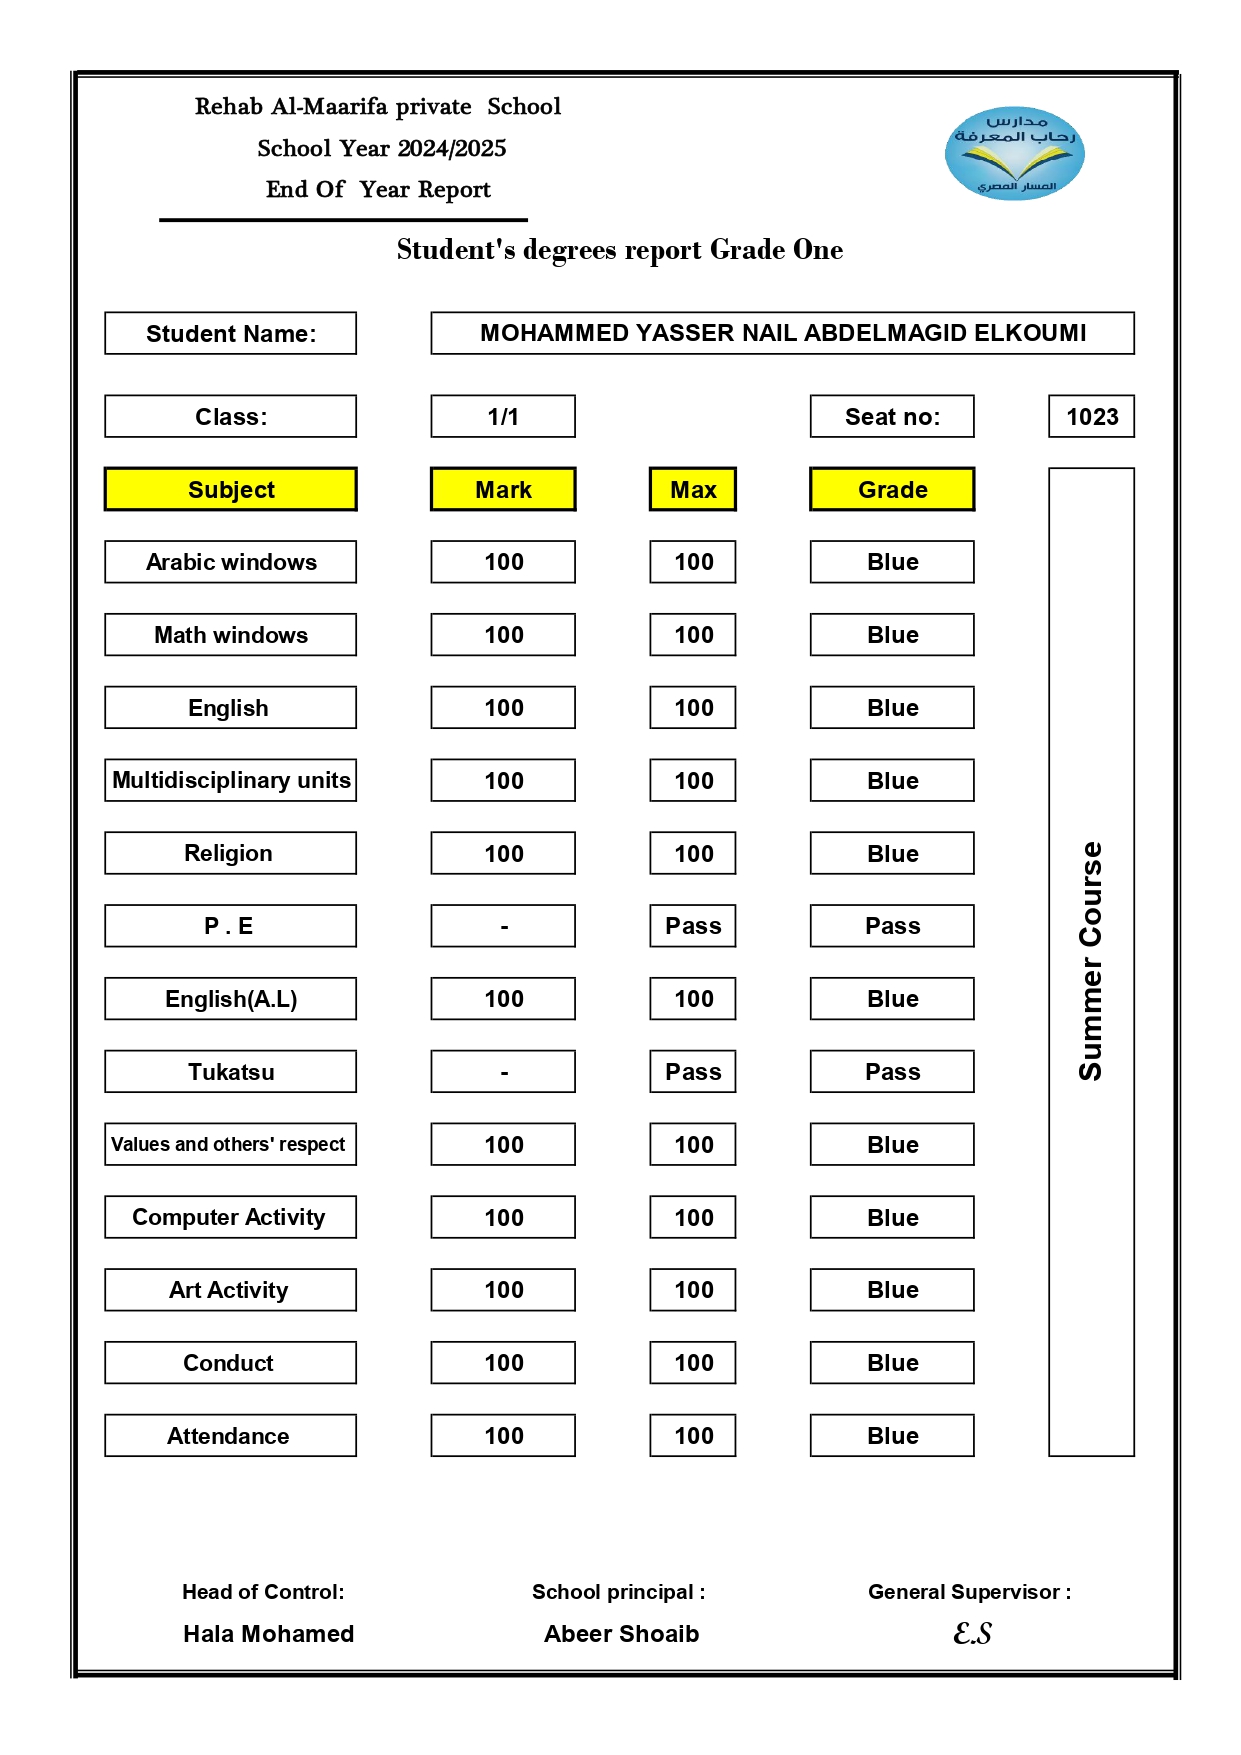 Rehab Al-Maarifa private School
School Year 2024/2025
End Of Year Report
مدارس
رحاب المعرفة
المسار المصري
Student's degrees report Grade One
Student Name: MOHAMMED YASSER NAIL ABDELMAGID ELKOUMI
Class: 1/1 Seat no: 1023
Subject Mark Max Grade
Arabic windows 100 100 Blue
Math windows 100 100 Blue
English 100 100 Blue
Multidisciplinary units 100 100 Blue
Religion 100 100 Blue
P . E - Pass Pass
English(A.L) 100 100 Blue
Tukatsu - Pass Pass
Values and others' respect 100 100 Blue
Computer Activity 100 100 Blue
Art Activity 100 100 Blue
Conduct 100 100 Blue
Attendance 100 100 Blue
Summer Course
Head of Control: School principal : General Supervisor :
Hala Mohamed Abeer Shoaib E.S